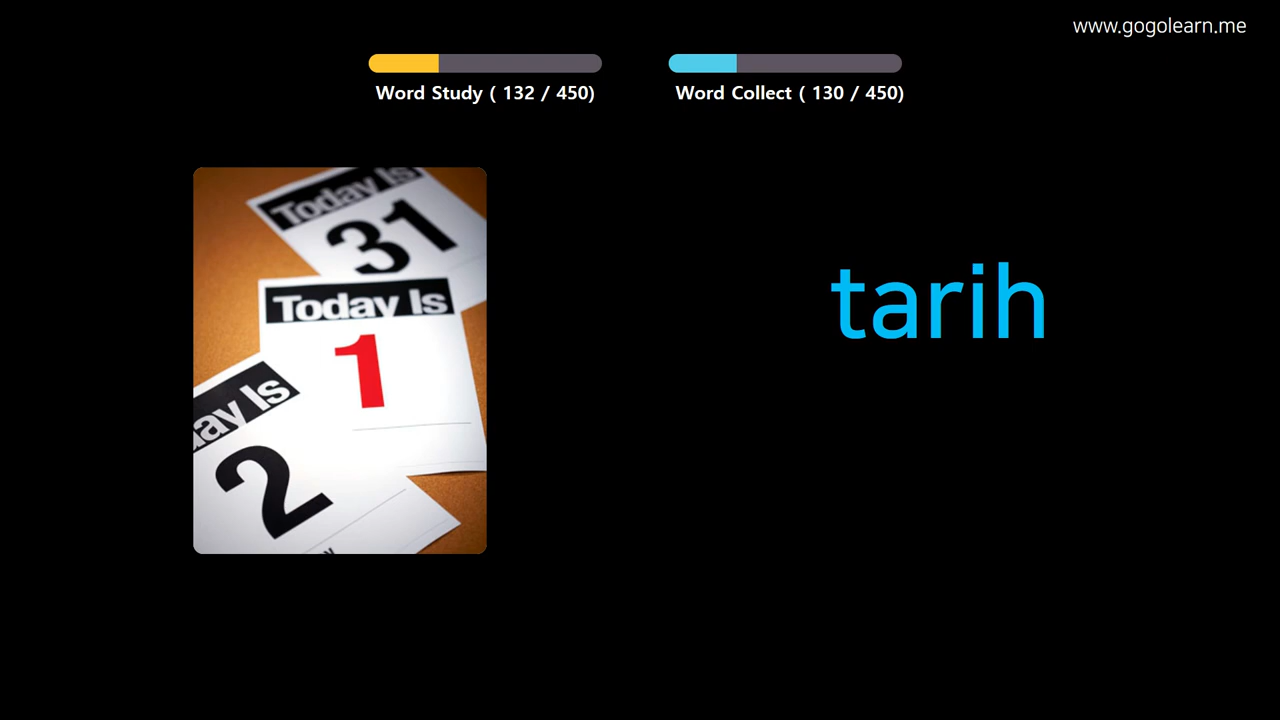 www.gogolearn.me
Word Study ( 132 / 450)
Word Collect ( 130 / 450)
Today Is
31
Today Is
1
ay Is
2
tarih